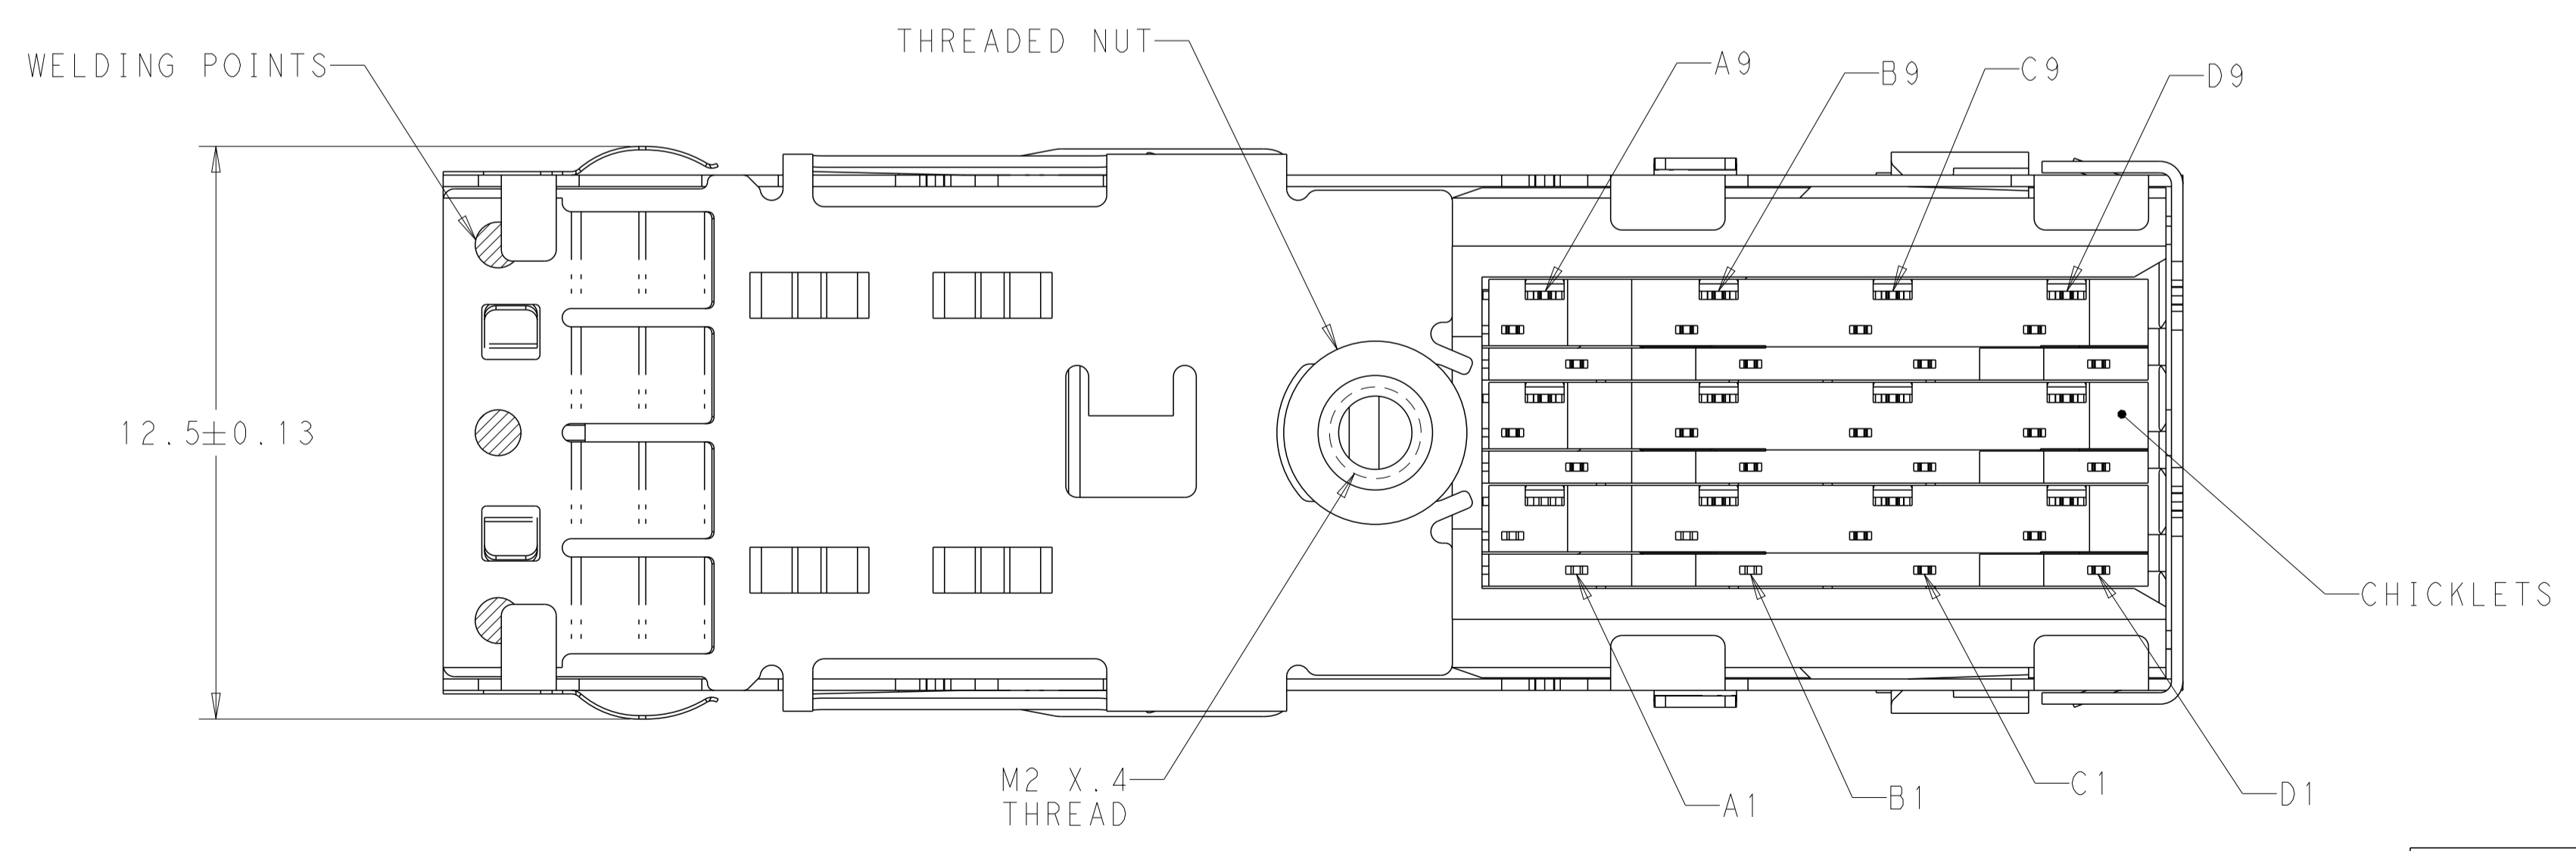 THREADED NUT
WELDING POINTS
A9
B9
C9
D9
12.5±0.13
CHICKLETS
M2 X.4
THREAD
A1
B1
C1
D1